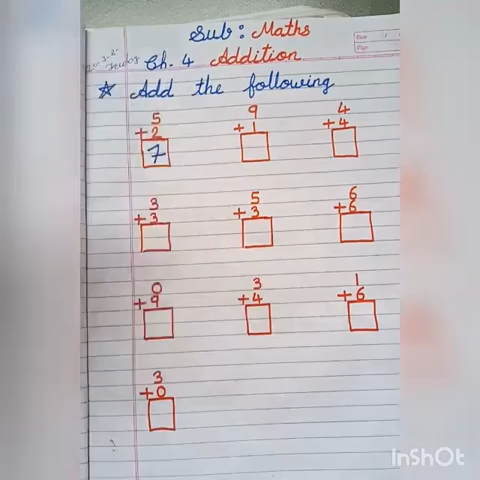 Sub: Maths
Ch. 4 Addition
Add the following
5 9 4
+2 +1 +4
7
3 5 6
+3 +3 +6
0 3 1
+9 +4 +6
3
+0
InShOt